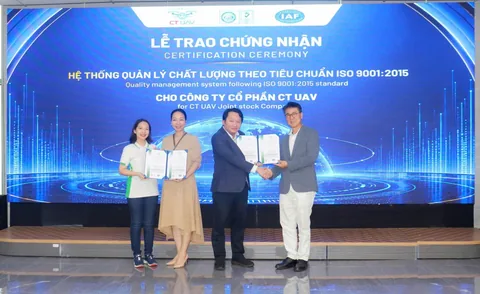 CT UAV
IAF
LỄ TRAO CHỨNG NHẬN
CERTIFICATION CEREMONY
HỆ THỐNG QUẢN LÝ CHẤT LƯỢNG THEO TIÊU CHUẨN ISO 9001:2015
Quality management system following ISO 9001:2015 standard
CHO CÔNG TY CỔ PHẦN CT UAV
for CT UAV Joint stock